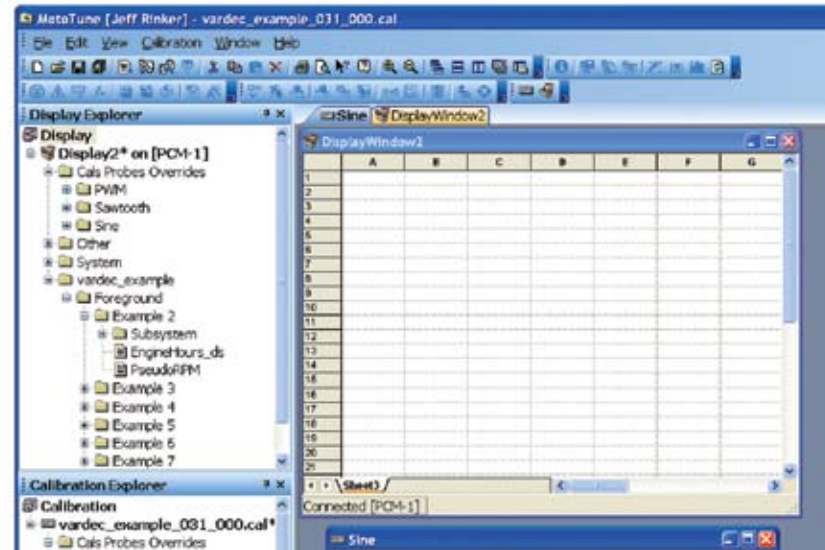 MotoTune [Jeff Rinker] - vardec_example_031_000.cal
File Edit View Calibration Window Help
Display Explorer
Display
Display2* on [PCM-1]
Cals Probes Overrides
PWM
Sawtooth
Sine
Other
System
vardec_example
Foreground
Example 2
Subsystem
EngineHours_ds
PseudoRPM
Example 3
Example 4
Example 5
Example 6
Example 7
Calibration Explorer
Calibration
vardec_example_031_000.cal*
Cals Probes Overrides
Sine DisplayWindow2
DisplayWindow2
A B C D E F G
1
2
3
4
5
6
7
8
9
10
11
12
13
14
15
16
17
18
19
20
21
Sheet1
Connected [PCM-1]
Sine